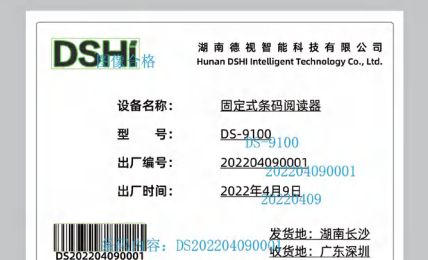 DSHi
湖南德视智能科技有限公司
图像合格
Hunan DSHI Intelligent Technology Co., Ltd.
设备名称: 固定式条码阅读器
型 号: DS-9100
DS-9100
出厂编号: 202204090001
202204090001
出厂时间: 2022年4月9日
20220409
发货地: 湖南长沙
内容: DS202204090001
收货地: 广东深圳
DS202204090001